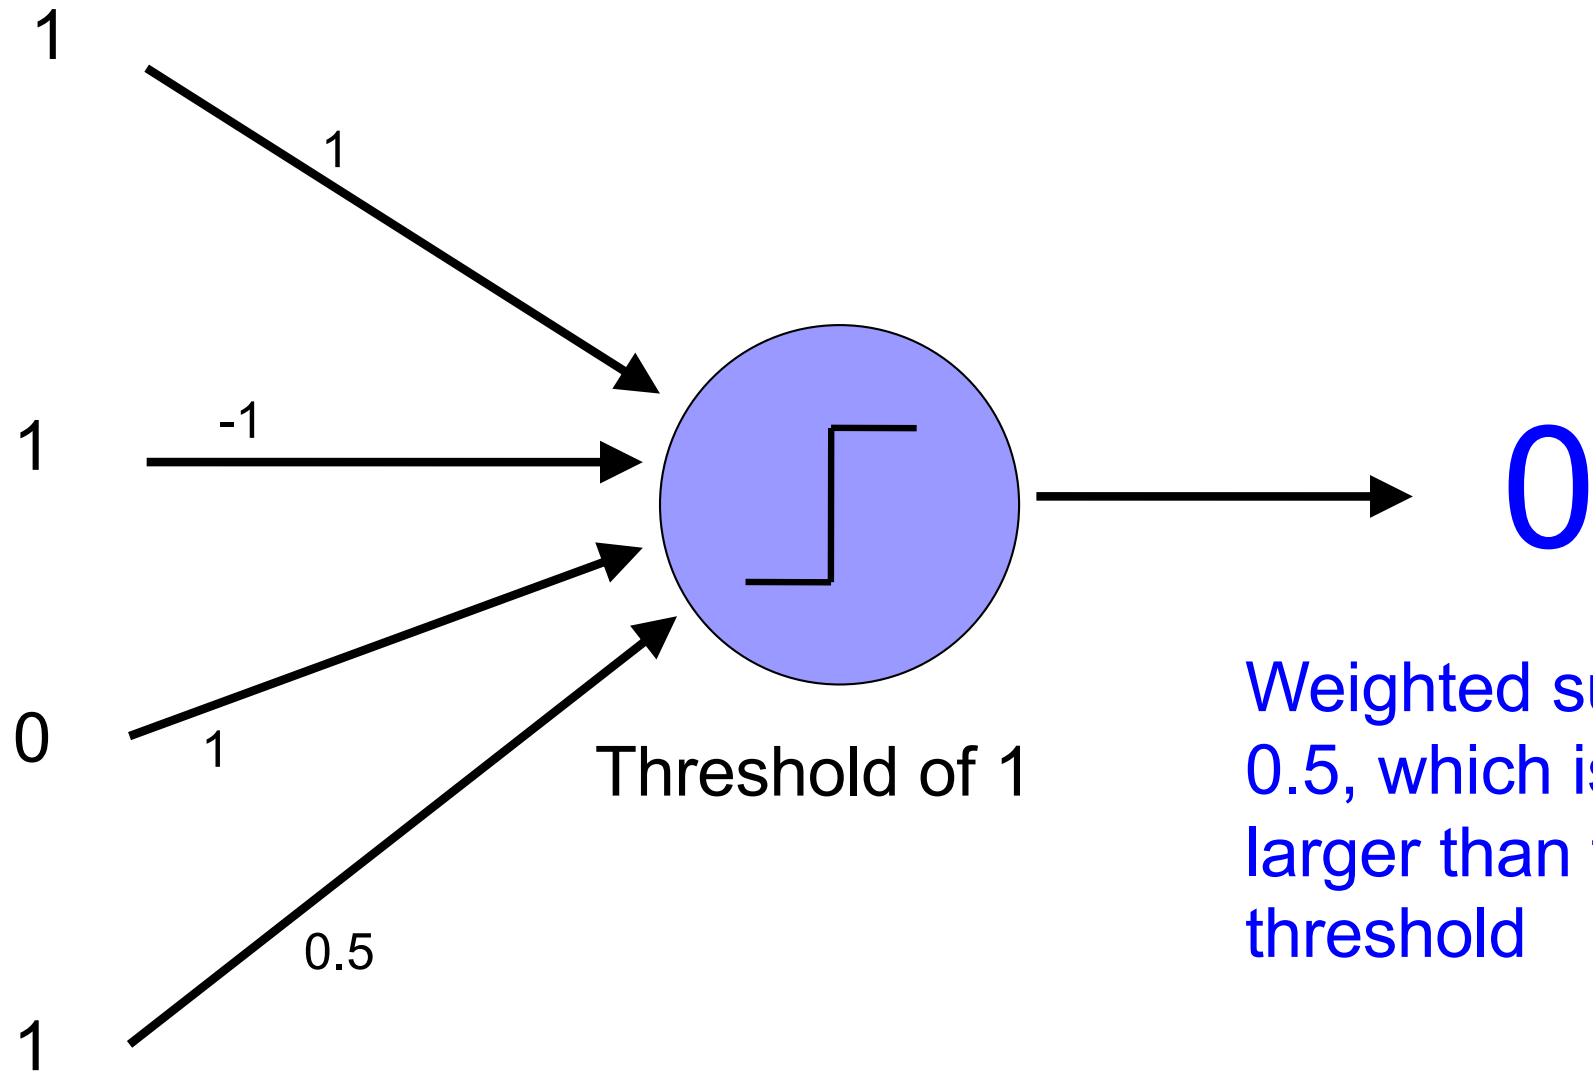 1
1
1
-1
0
1
0
Threshold of 1
Weighted
0.5, which
larger than
threshold
0.5
1